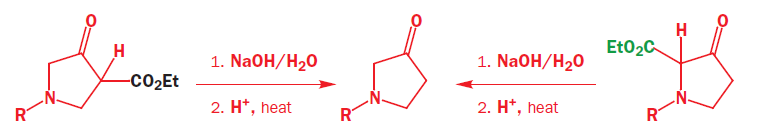 O
H
CO₂Et
N
R
1. NaOH/H₂O
2. H⁺, heat
O
N
R
1. NaOH/H₂O
2. H⁺, heat
EtO₂C
H
O
N
R